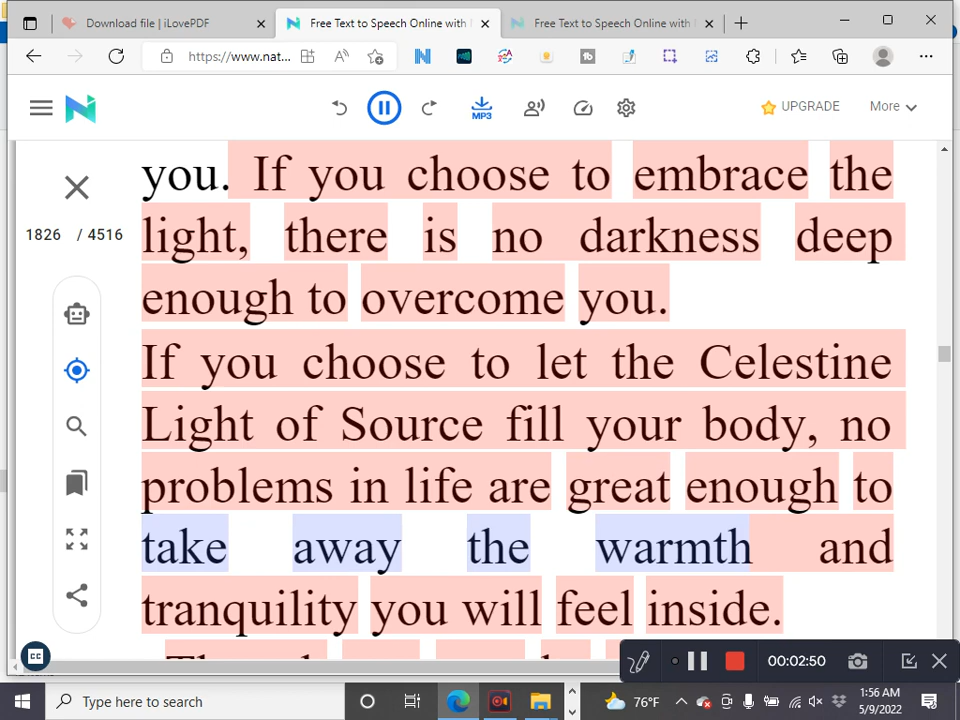 Download file | iLovePDF
Free Text to Speech Online with
Free Text to Speech Online with
https://www.nat...
MP3
UPGRADE
More
1826 / 4516
you. If you choose to embrace the
light, there is no darkness deep
enough to overcome you.
If you choose to let the Celestine
Light of Source fill your body, no
problems in life are great enough to
take away the warmth and
tranquility you will feel inside.
CC
00:02:50
Type here to search
76°F
1:56 AM
5/9/2022